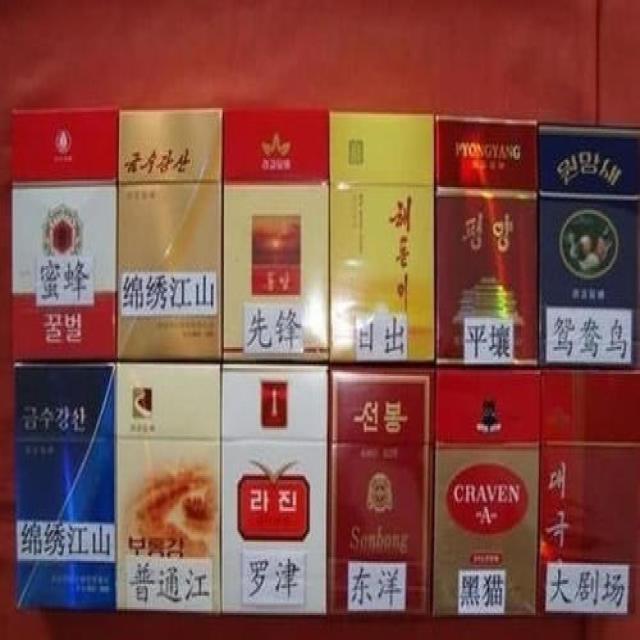 蜜蜂
꿀벌
금수강산
绵绣江山
동양
先锋
해돋이
日出
PYONGYANG
평양
平壤
원앙새
鸳鸯鸟
금수강산
绵绣江山
보통강
普通江
라진
罗津
선봉
Sonbong
东洋
CRAVEN
"A"
黑猫
대극
大剧场